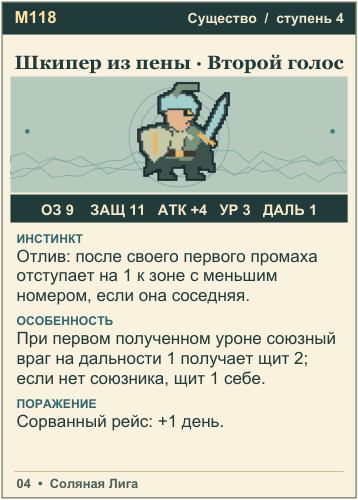 М118
Существо / ступень 4
Шкипер из пены · Второй голос
ОЗ 9 ЗАЩ 11 АТК +4 УР 3 ДАЛЬ 1
ИНСТИНКТ
Отлив: после своего первого промаха
отступает на 1 к зоне с меньшим
номером, если она соседняя.
ОСОБЕННОСТЬ
При первом полученном уроне союзный
враг на дальности 1 получает щит 2;
если нет союзника, щит 1 себе.
ПОРАЖЕНИЕ
Сорванный рейс: +1 день.
04 • Соляная Лига